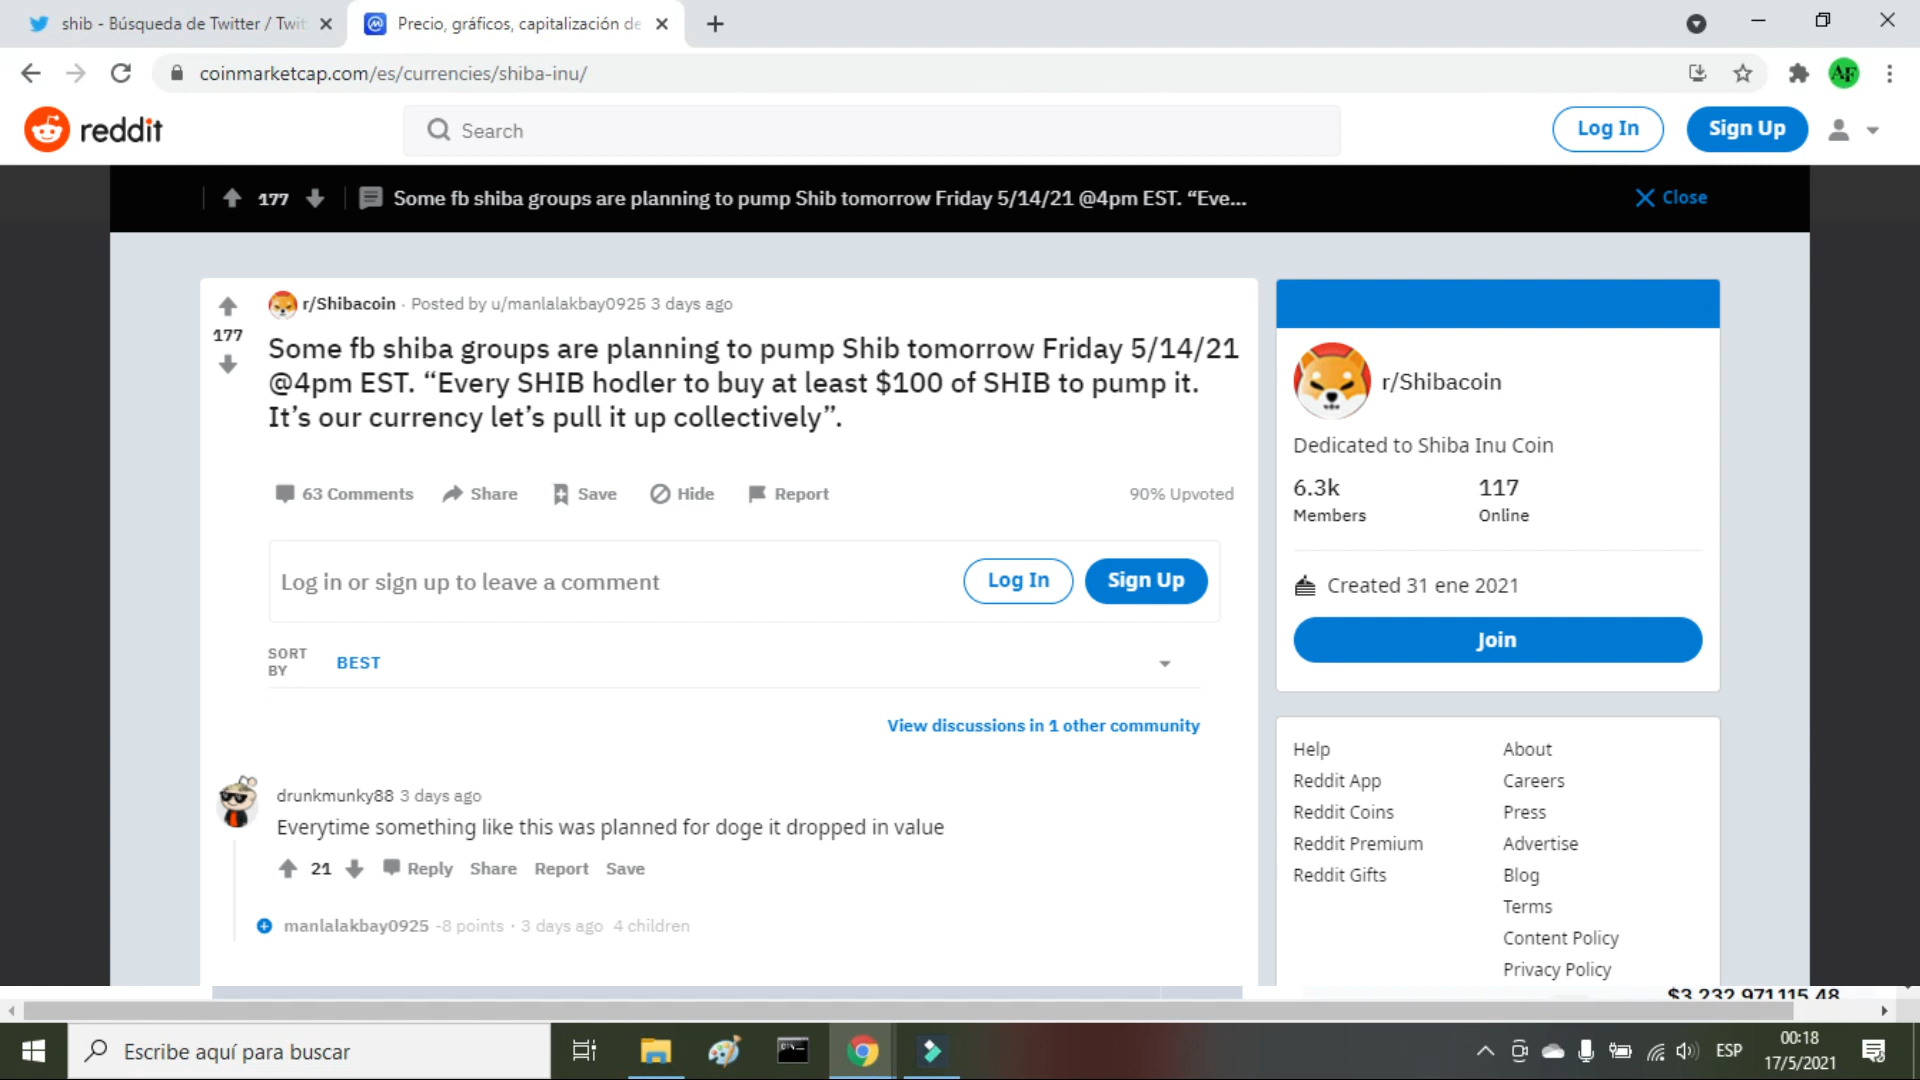 shib - Búsqueda de Twitter / Twit
Precio, gráficos, capitalización de
coinmarketcap.com/es/currencies/shiba-inu/
AF
reddit
Search
Log In
Sign Up
177
Some fb shiba groups are planning to pump Shib tomorrow Friday 5/14/21 @4pm EST. “Eve...
Close
r/Shibacoin · Posted by u/manlalakbay0925 3 days ago
177
Some fb shiba groups are planning to pump Shib tomorrow Friday 5/14/21
@4pm EST. “Every SHIB hodler to buy at least $100 of SHIB to pump it.
It’s our currency let’s pull it up collectively”.
63 Comments
Share
Save
Hide
Report
90% Upvoted
Log in or sign up to leave a comment
Log In
Sign Up
SORT
BY
BEST
View discussions in 1 other community
drunkmunky88 3 days ago
Everytime something like this was planned for doge it dropped in value
21
Reply
Share
Report
Save
manlalakbay0925 -8 points · 3 days ago 4 children
r/Shibacoin
Dedicated to Shiba Inu Coin
6.3k
117
Members
Online
Created 31 ene 2021
Join
Help
About
Reddit App
Careers
Reddit Coins
Press
Reddit Premium
Advertise
Reddit Gifts
Blog
Terms
Content Policy
Privacy Policy
$3.232.971.115,48
Escribe aquí para buscar
ESP
00:18
17/5/2021